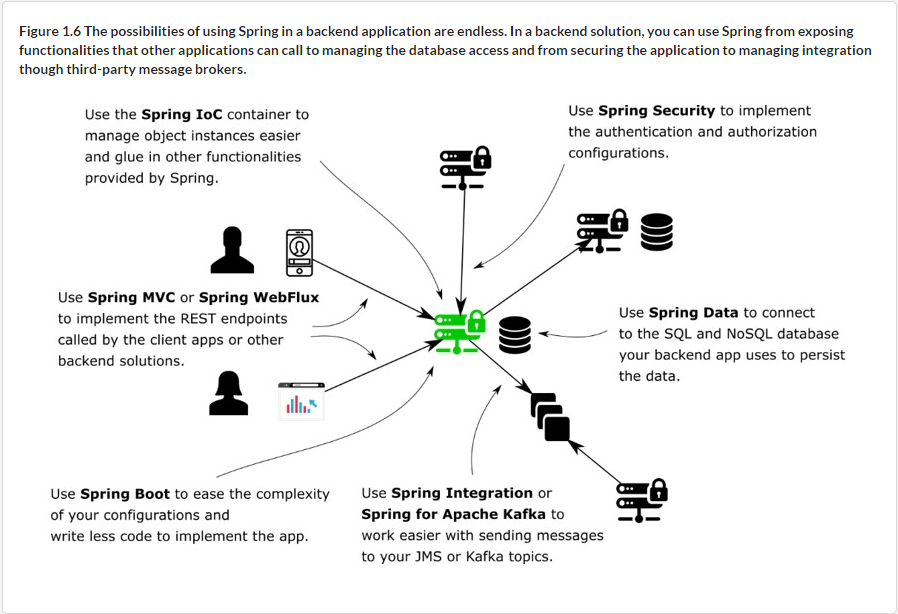 Figure 1.6 The possibilities of using Spring in a backend application are endless. In a backend solution, you can use Spring from exposing
functionalities that other applications can call to managing the database access and from securing the application to managing integration
though third-party message brokers.
Use the Spring IoC container to
manage object instances easier
and glue in other functionalities
provided by Spring.
Use Spring Security to implement
the authentication and authorization
configurations.
Use Spring MVC or Spring WebFlux
to implement the REST endpoints
called by the client apps or other
backend solutions.
Use Spring Data to connect
to the SQL and NoSQL database
your backend app uses to persist
the data.
Use Spring Boot to ease the complexity
of your configurations and
write less code to implement the app.
Use Spring Integration or
Spring for Apache Kafka to
work easier with sending messages
to your JMS or Kafka topics.